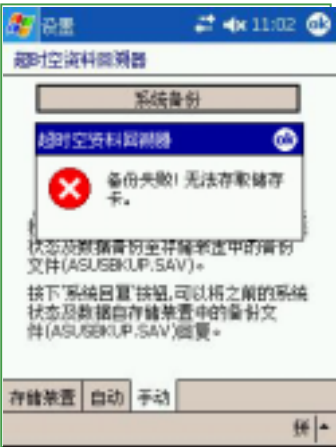 设置 11:02 ok
超时空资料回溯器
系统备份
超时空资料回溯器 ok
备份失败! 无法存取储存
卡。
状态及数据备份至存储装置中的备份
文件(ASUSBKUP.SAV)。
按下'系统回复'按钮,可以将之前的系统
状态及数据自存储装置中的备份文
件(ASUSBKUP.SAV)回复。
存储装置 自动 手动
拼